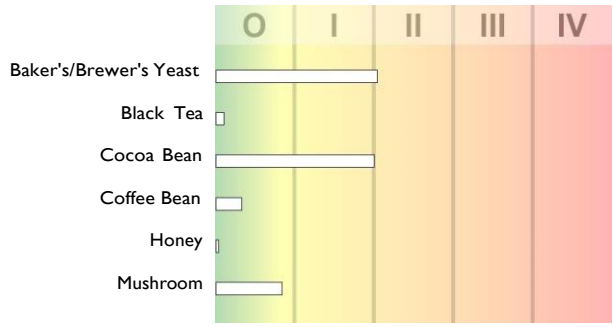 O I II III IV
Baker's/Brewer's Yeast
Black Tea
Cocoa Bean
Coffee Bean
Honey
Mushroom